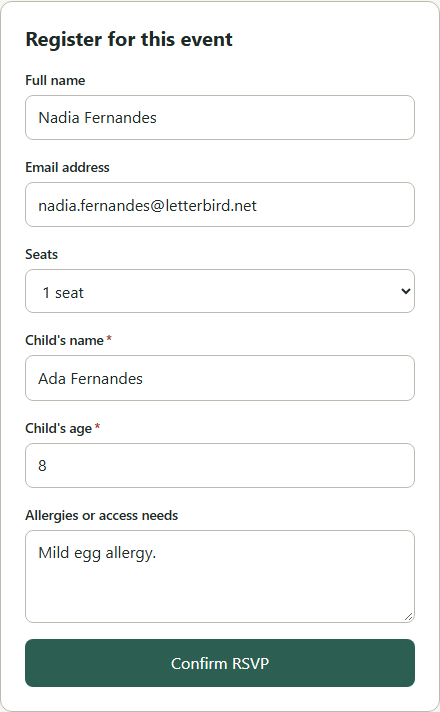 Register for this event
Full name
Nadia Fernandes
Email address
nadia.fernandes@letterbird.net
Seats
1 seat
Child's name *
Ada Fernandes
Child's age *
8
Allergies or access needs
Mild egg allergy.
Confirm RSVP